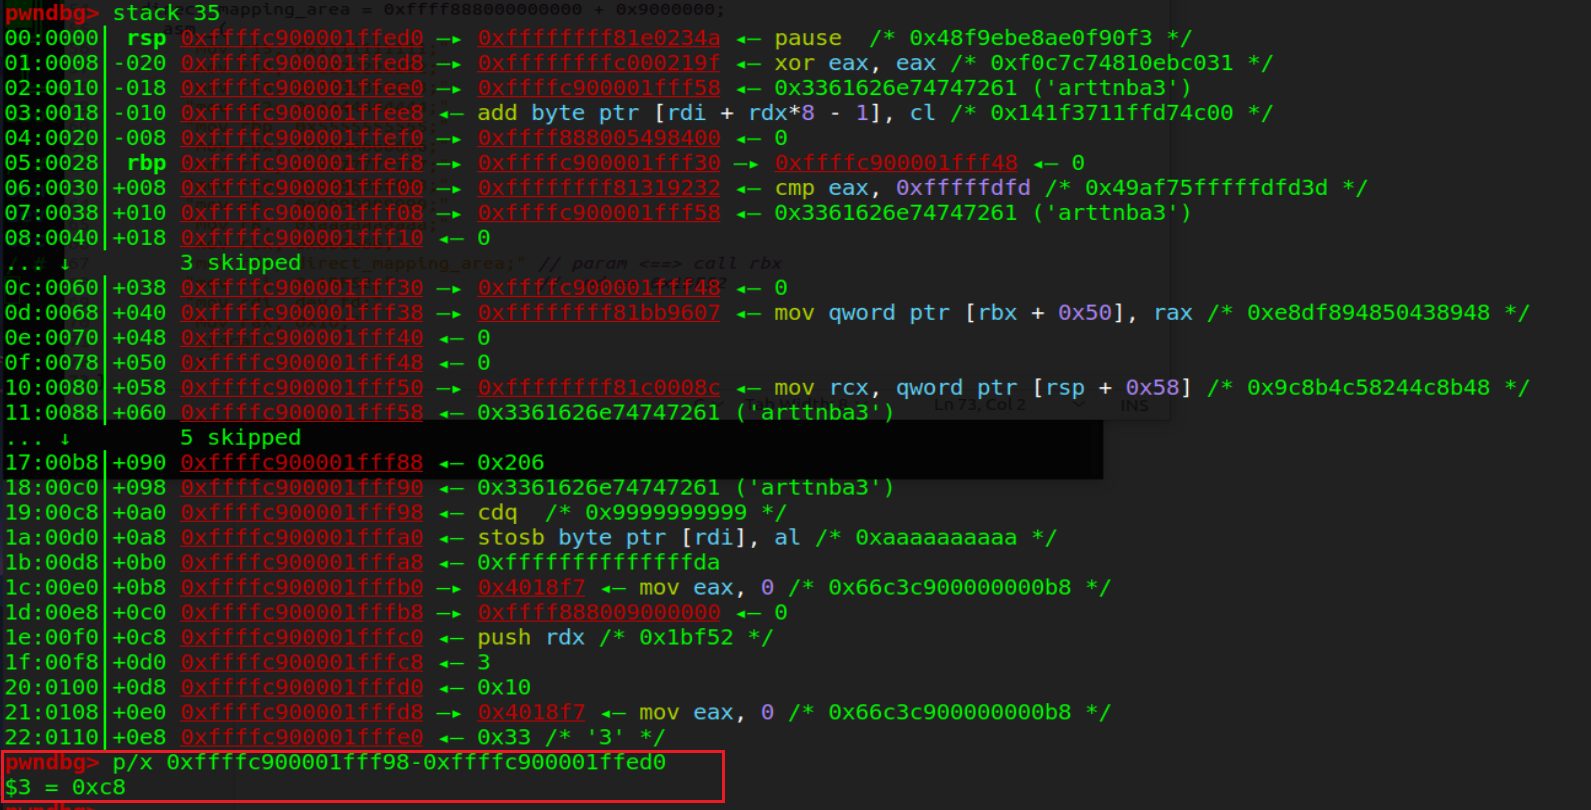 pwndbg> stack 35
00:0000│ rsp 0xffffc900001ffed0 —▸ 0xffffffff81e0234a ◂— pause  /* 0x48f9ebe8ae0f90f3 */
01:0008│-020 0xffffc900001ffed8 —▸ 0xffffffffc000219f ◂— xor eax, eax /* 0xf0c7c74810ebc031 */
02:0010│-018 0xffffc900001ffee0 —▸ 0xffffc900001fff58 ◂— 0x3361626e74747261 ('arttnba3')
03:0018│-010 0xffffc900001ffee8 ◂— add byte ptr [rdi + rdx*8 - 1], cl /* 0x141f3711ffd74c00 */
04:0020│-008 0xffffc900001ffef0 —▸ 0xffff888005498400 ◂— 0
05:0028│ rbp 0xffffc900001ffef8 —▸ 0xffffc900001fff30 —▸ 0xffffc900001fff48 ◂— 0
06:0030│+008 0xffffc900001fff00 —▸ 0xffffffff81319232 ◂— cmp eax, 0xfffffdfd /* 0x49af75fffffdfd3d */
07:0038│+010 0xffffc900001fff08 —▸ 0xffffc900001fff58 ◂— 0x3361626e74747261 ('arttnba3')
08:0040│+018 0xffffc900001fff10 ◂— 0
... ↓     3 skipped
0c:0060│+038 0xffffc900001fff30 —▸ 0xffffc900001fff48 ◂— 0
0d:0068│+040 0xffffc900001fff38 —▸ 0xffffffff81bb9607 ◂— mov qword ptr [rbx + 0x50], rax /* 0xe8df894850438948 */
0e:0070│+048 0xffffc900001fff40 ◂— 0
0f:0078│+050 0xffffc900001fff48 ◂— 0
10:0080│+058 0xffffc900001fff50 —▸ 0xffffffff81c0008c ◂— mov rcx, qword ptr [rsp + 0x58] /* 0x9c8b4c58244c8b48 */
11:0088│+060 0xffffc900001fff58 ◂— 0x3361626e74747261 ('arttnba3')
... ↓     5 skipped
17:00b8│+090 0xffffc900001fff88 ◂— 0x206
18:00c0│+098 0xffffc900001fff90 ◂— 0x3361626e74747261 ('arttnba3')
19:00c8│+0a0 0xffffc900001fff98 ◂— cdq  /* 0x9999999999 */
1a:00d0│+0a8 0xffffc900001fffa0 ◂— stosb byte ptr [rdi], al /* 0xaaaaaaaaaa */
1b:00d8│+0b0 0xffffc900001fffa8 ◂— 0xffffffffffffffda
1c:00e0│+0b8 0xffffc900001fffb0 —▸ 0x4018f7 ◂— mov eax, 0 /* 0x66c3c900000000b8 */
1d:00e8│+0c0 0xffffc900001fffb8 —▸ 0xffff888009000000 ◂— 0
1e:00f0│+0c8 0xffffc900001fffc0 ◂— push rdx /* 0x1bf52 */
1f:00f8│+0d0 0xffffc900001fffc8 ◂— 3
20:0100│+0d8 0xffffc900001fffd0 ◂— 0x10
21:0108│+0e0 0xffffc900001fffd8 —▸ 0x4018f7 ◂— mov eax, 0 /* 0x66c3c900000000b8 */
22:0110│+0e8 0xffffc900001fffe0 ◂— 0x33 /* '3' */
pwndbg> p/x 0xffffc900001fff98-0xffffc900001ffed0
$3 = 0xc8